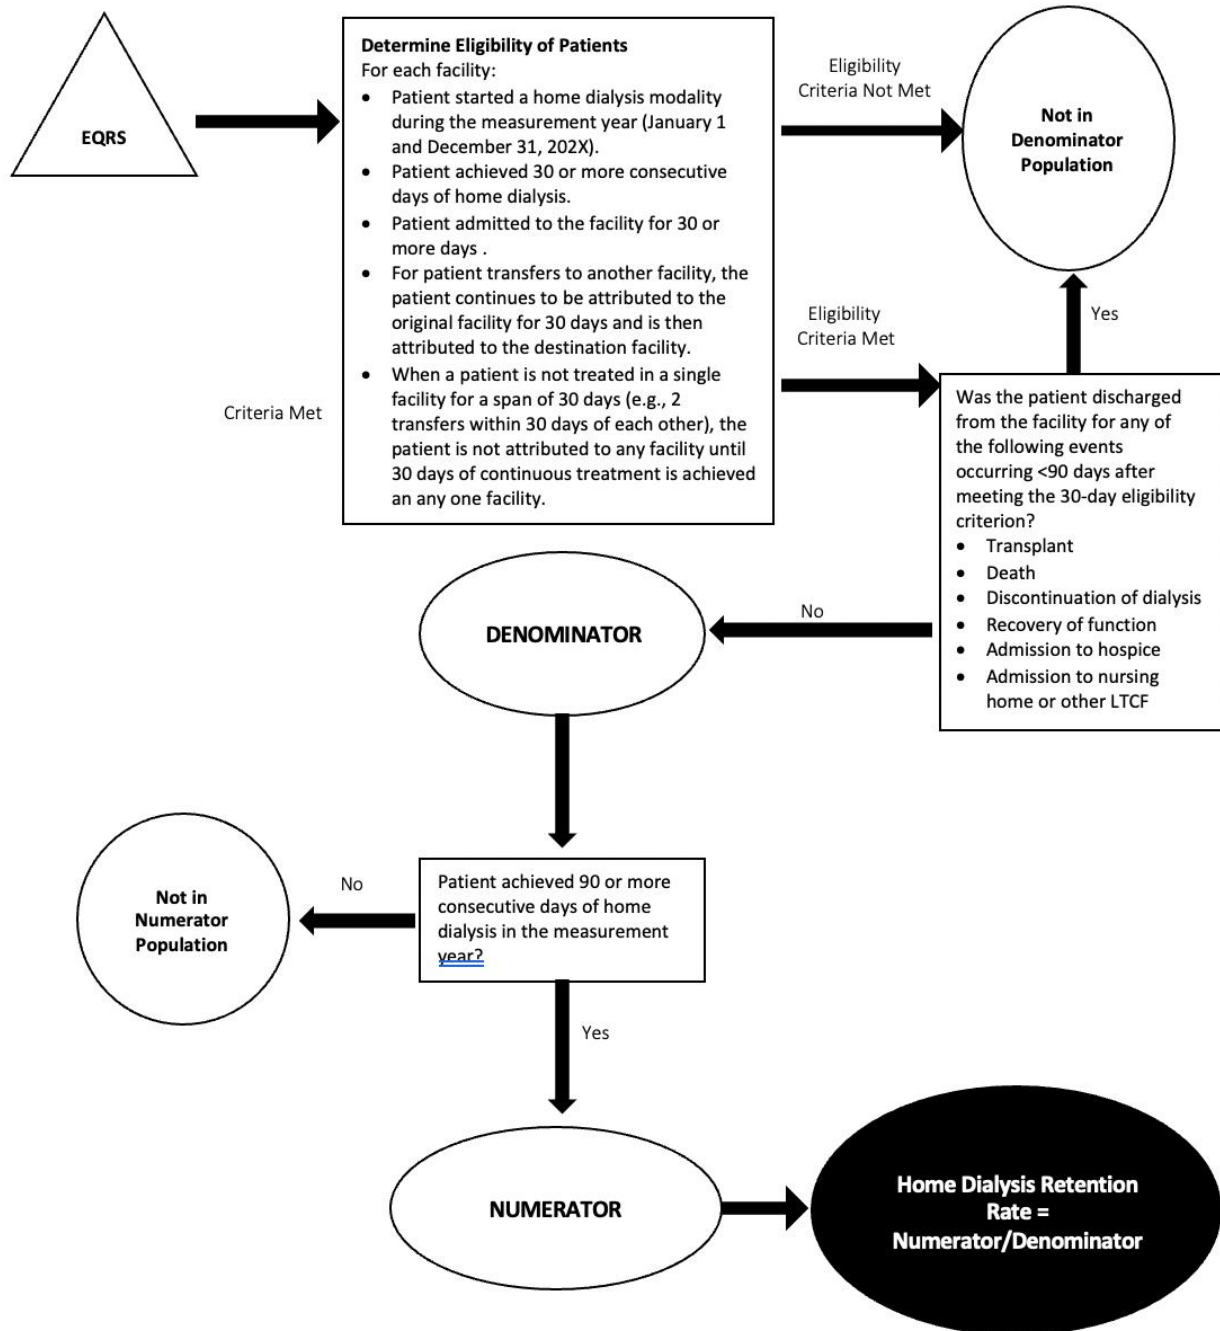 EQRS
Determine Eligibility of Patients
For each facility:
• Patient started a home dialysis modality
during the measurement year (January 1
and December 31, 202X).
• Patient achieved 30 or more consecutive
days of home dialysis.
• Patient admitted to the facility for 30 or
more days .
• For patient transfers to another facility, the
patient continues to be attributed to the
original facility for 30 days and is then
attributed to the destination facility.
• When a patient is not treated in a single
facility for a span of 30 days (e.g., 2
transfers within 30 days of each other), the
patient is not attributed to any facility until
30 days of continuous treatment is achieved
an any one facility.
Criteria Met
Eligibility
Criteria Not Met
Not in
Denominator
Population
Eligibility
Criteria Met
Yes
Was the patient discharged
from the facility for any of
the following events
occurring <90 days after
meeting the 30-day eligibility
criterion?
• Transplant
• Death
• Discontinuation of dialysis
• Recovery of function
• Admission to hospice
• Admission to nursing
home or other LTCF
No
DENOMINATOR
Patient achieved 90 or more
consecutive days of home
dialysis in the measurement
year?
No
Not in
Numerator
Population
Yes
NUMERATOR
Home Dialysis Retention
Rate =
Numerator/Denominator